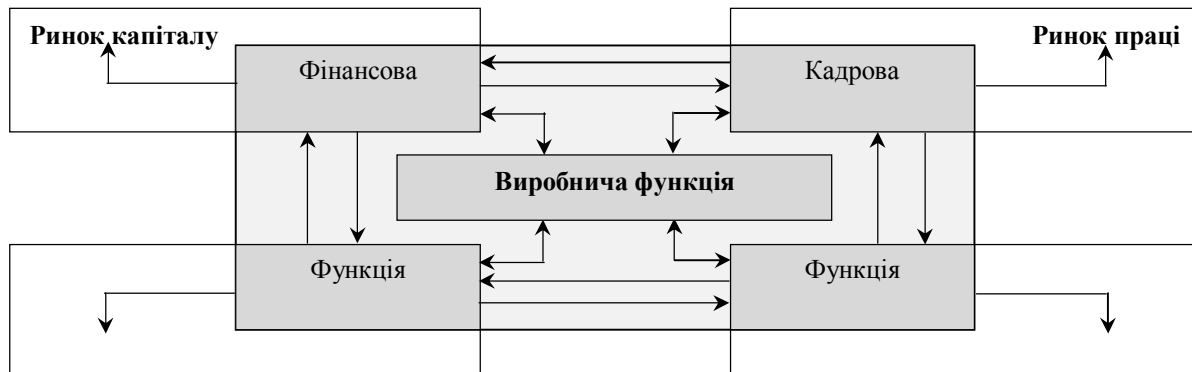 Ринок капіталу
Ринок праці
Фінансова
Кадрова
Виробнича функція
Функція
Функція